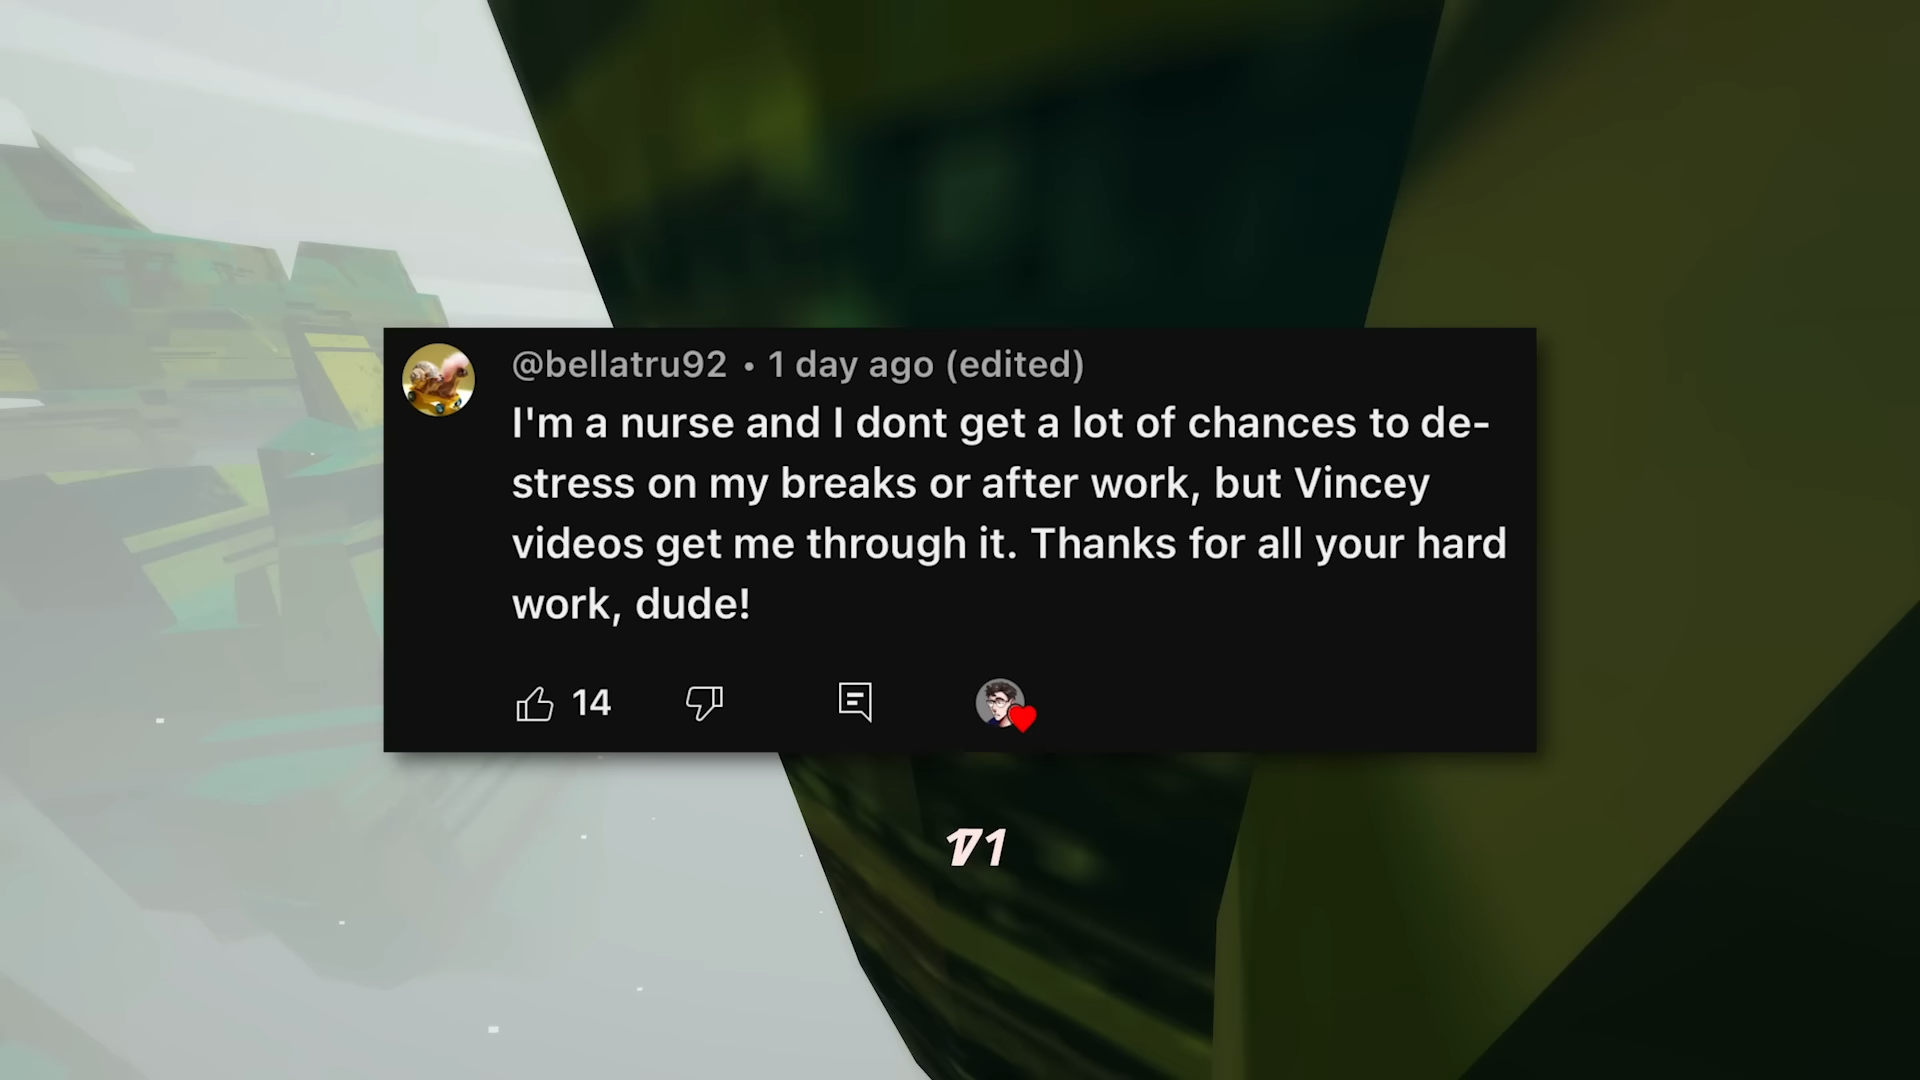 @bellatru92 • 1 day ago (edited)
I'm a nurse and I dont get a lot of chances to de-
stress on my breaks or after work, but Vincey
videos get me through it. Thanks for all your hard
work, dude!
14
171